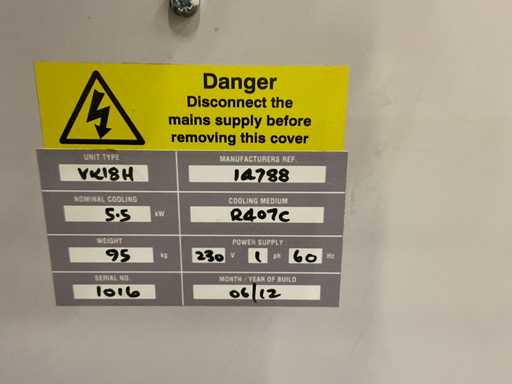 Danger
Disconnect the
mains supply before
removing this cover
UNIT TYPE
VK18H
MANUFACTURERS REF.
1A788
NOMINAL COOLING
5.5 kW
COOLING MEDIUM
R407C
WEIGHT
95 kg
POWER SUPPLY
230 V 1 ph 60 Hz
SERIAL NO.
1016
MONTH / YEAR OF BUILD
06/12